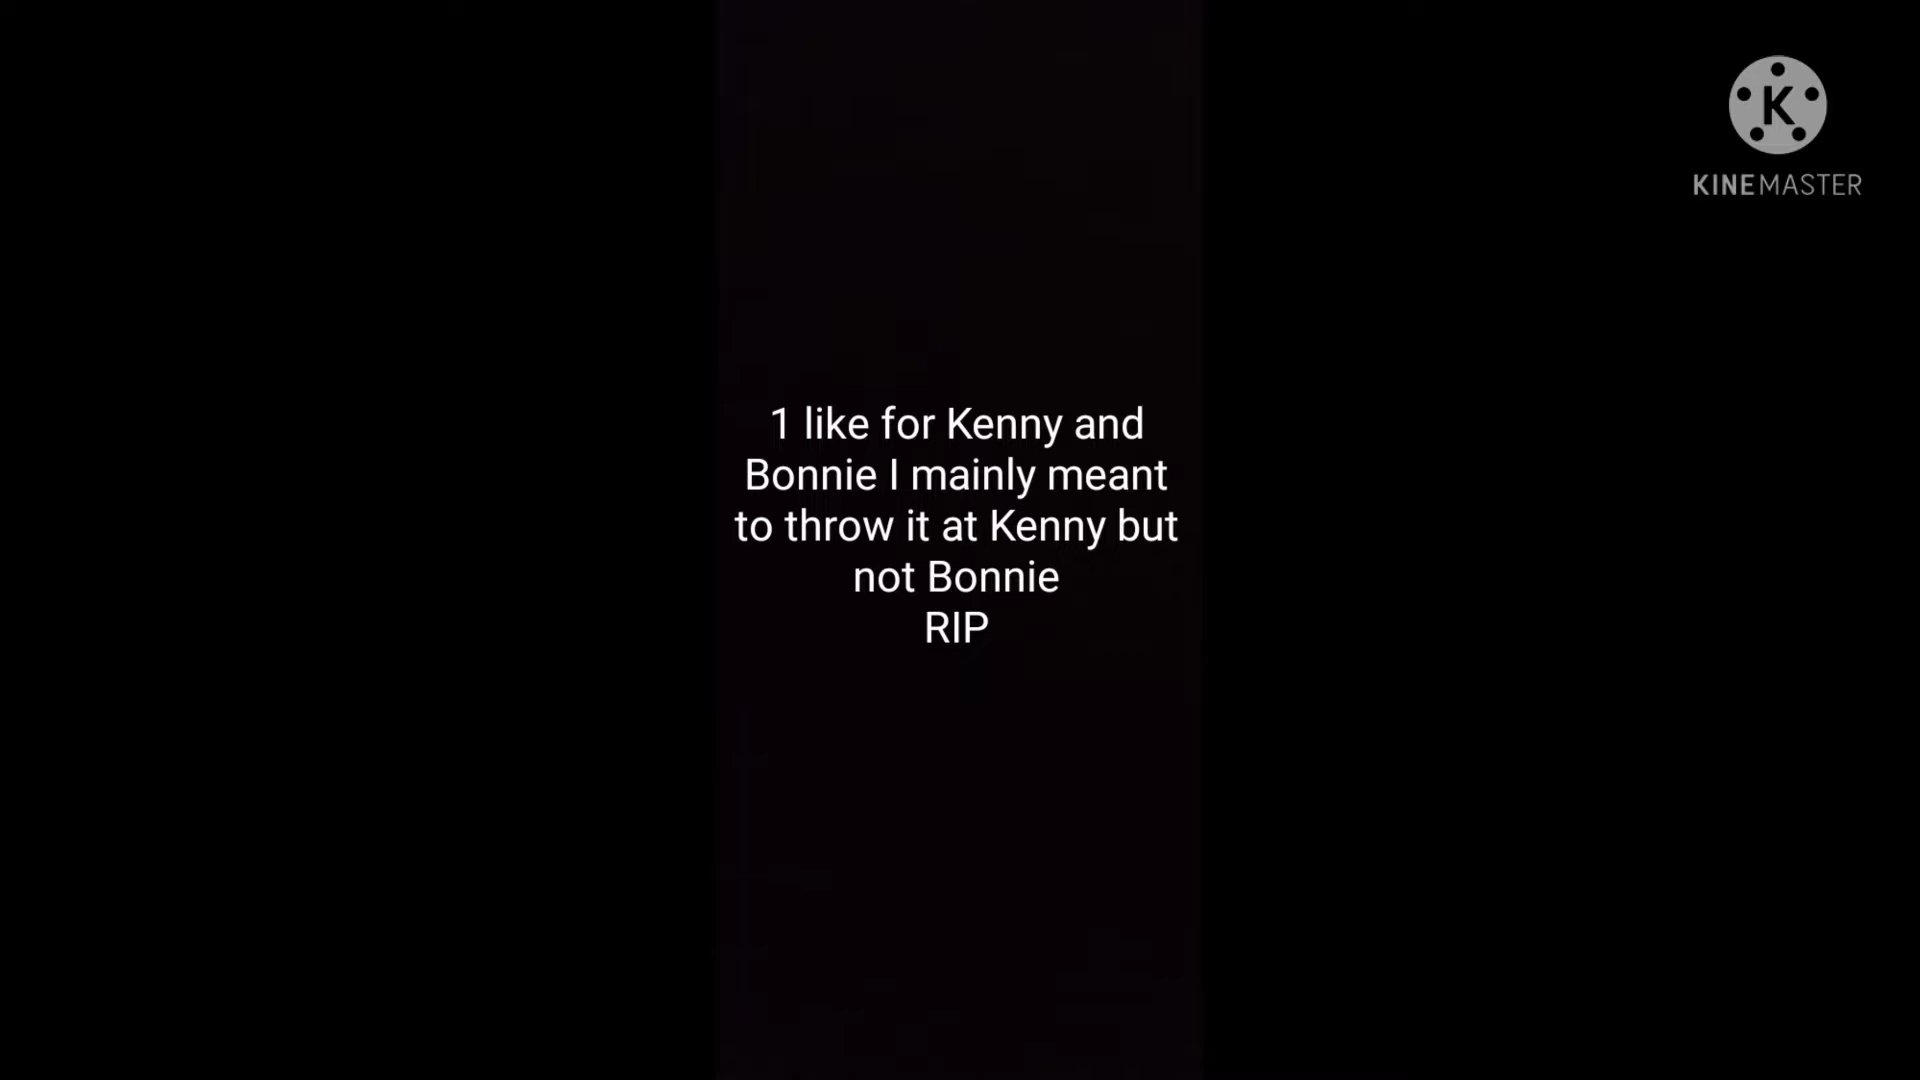 K
KINEMASTER
1 like for Kenny and
Bonnie I mainly meant
to throw it at Kenny but
not Bonnie
RIP